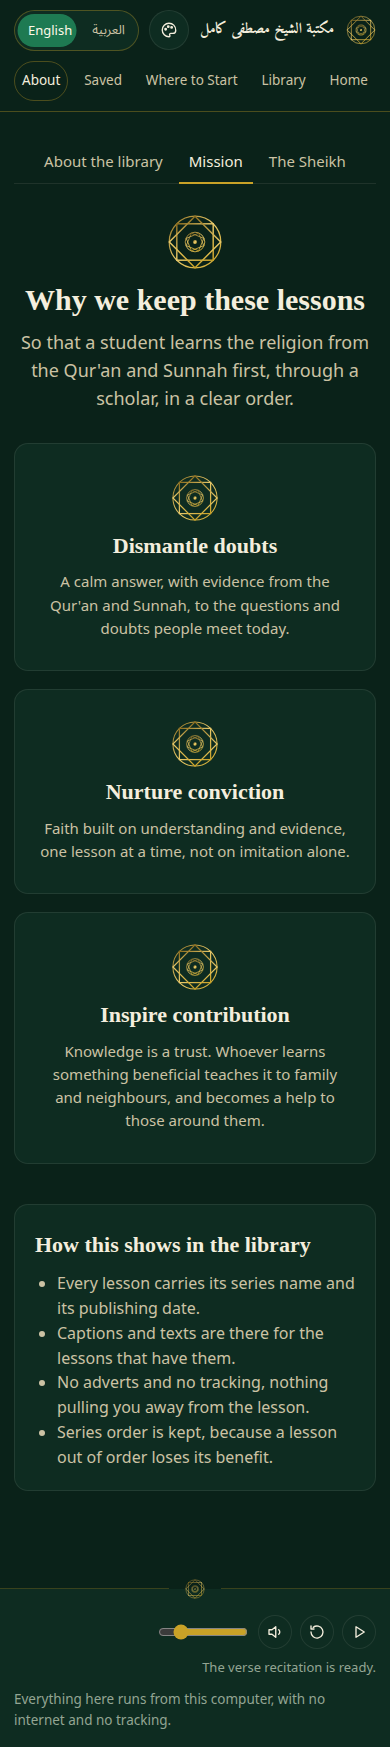 English العربية مكتبة الشيخ مصطفى كامل
About Saved Where to Start Library Home
About the library Mission The Sheikh
Why we keep these lessons
So that a student learns the religion from
the Qur'an and Sunnah first, through a
scholar, in a clear order.
Dismantle doubts
A calm answer, with evidence from the
Qur'an and Sunnah, to the questions and
doubts people meet today.
Nurture conviction
Faith built on understanding and evidence,
one lesson at a time, not on imitation alone.
Inspire contribution
Knowledge is a trust. Whoever learns
something beneficial teaches it to family
and neighbours, and becomes a help to
those around them.
How this shows in the library
• Every lesson carries its series name and
its publishing date.
• Captions and texts are there for the
lessons that have them.
• No adverts and no tracking, nothing
pulling you away from the lesson.
• Series order is kept, because a lesson
out of order loses its benefit.
The verse recitation is ready.
Everything here runs from this computer, with no
internet and no tracking.